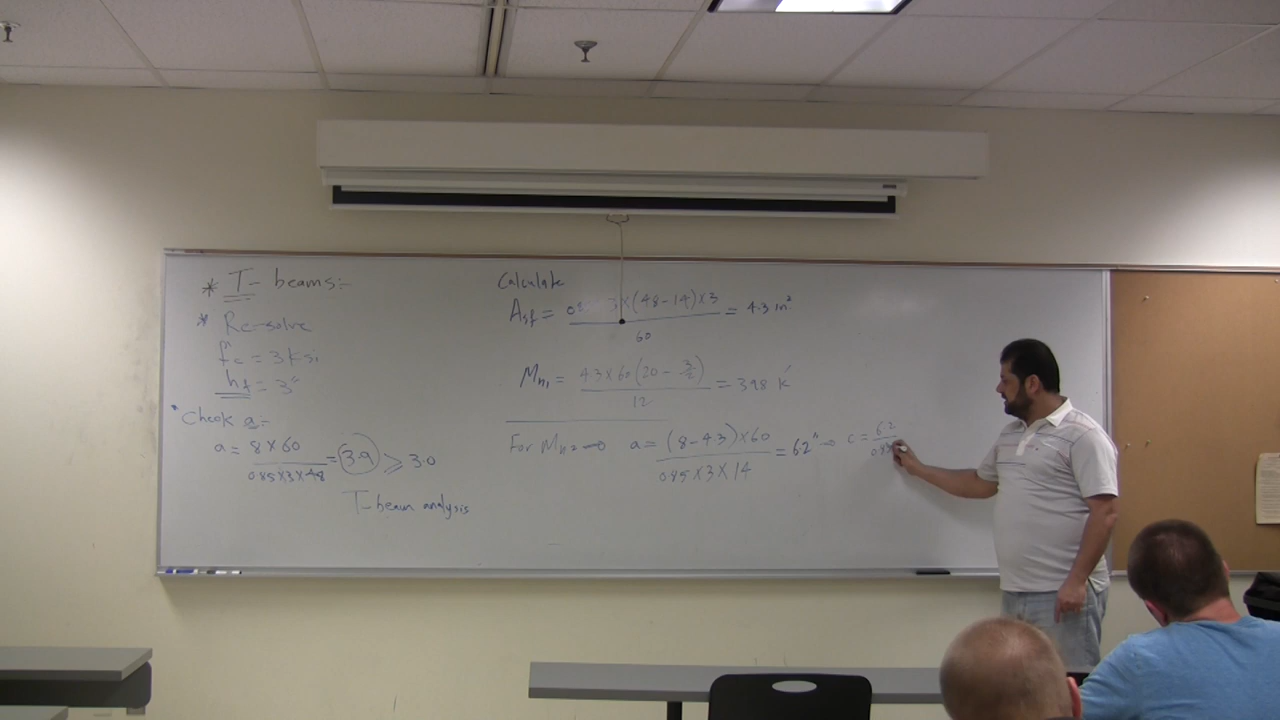 * T-beams:-
* Re-solve
f'c = 3 ksi
hf = 3"
* Check a:-
a = 8 x 60 / 0.85 x 3 x 48 = 3.9 ⩾ 3.0
T-beam analysis
Calculate
Asf = x (48-14) x 3 / 60 = 4.3 in²
Mn1 = 4.3 x 60 (20 - 3/2) / 12 = 398 k'
For Mn2 → a = (8-4.3) x 60 / 0.85 x 3 x 14 = 6.2" → c = 6.2 / 0.85